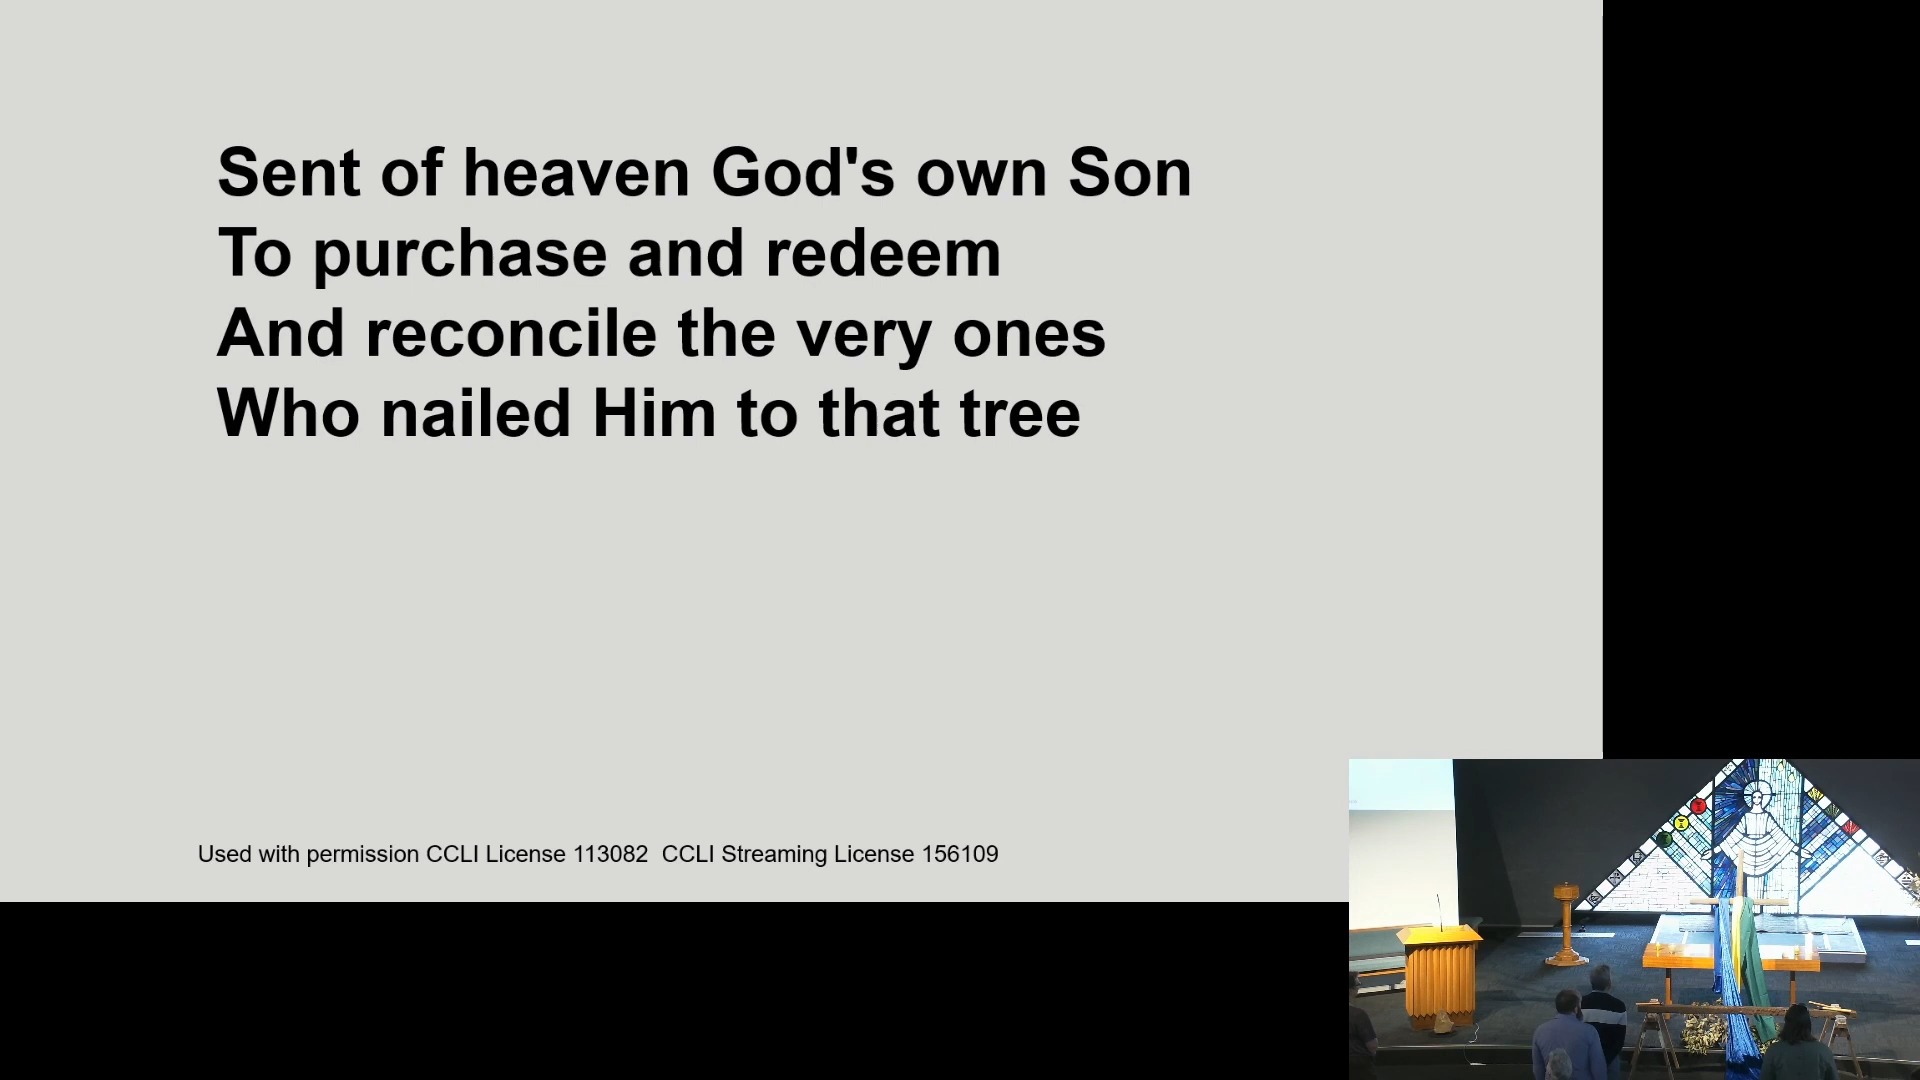 Sent of heaven God's own Son
To purchase and redeem
And reconcile the very ones
Who nailed Him to that tree
Used with permission CCLI License 113082  CCLI Streaming License 156109